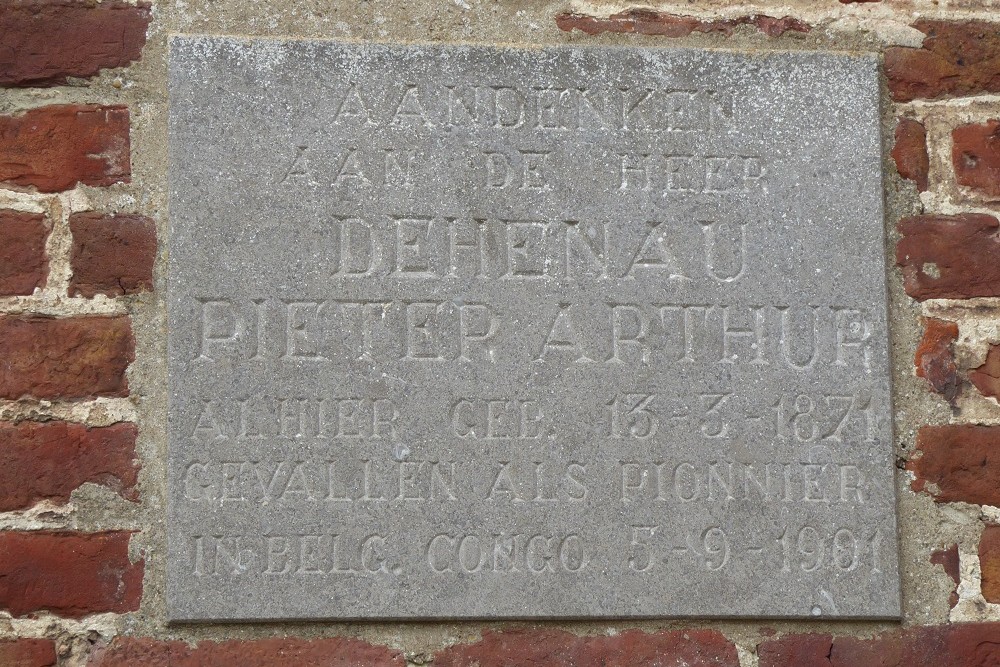 AANDENKEN
AAN DE HEER
DEHENAU
PIETER ARTHUR
ALHIER GEB. 13-3-1871
GEVALLEN ALS PIONNIER
IN BELG. CONGO 5-9-1901